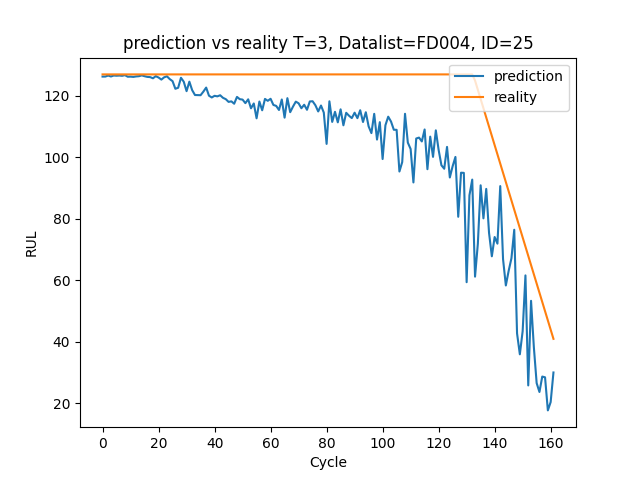 prediction vs reality T=3, Datalist=FD004, ID=25
prediction
reality
RUL
120
100
80
60
40
20
0 20 40 60 80 100 120 140 160
Cycle